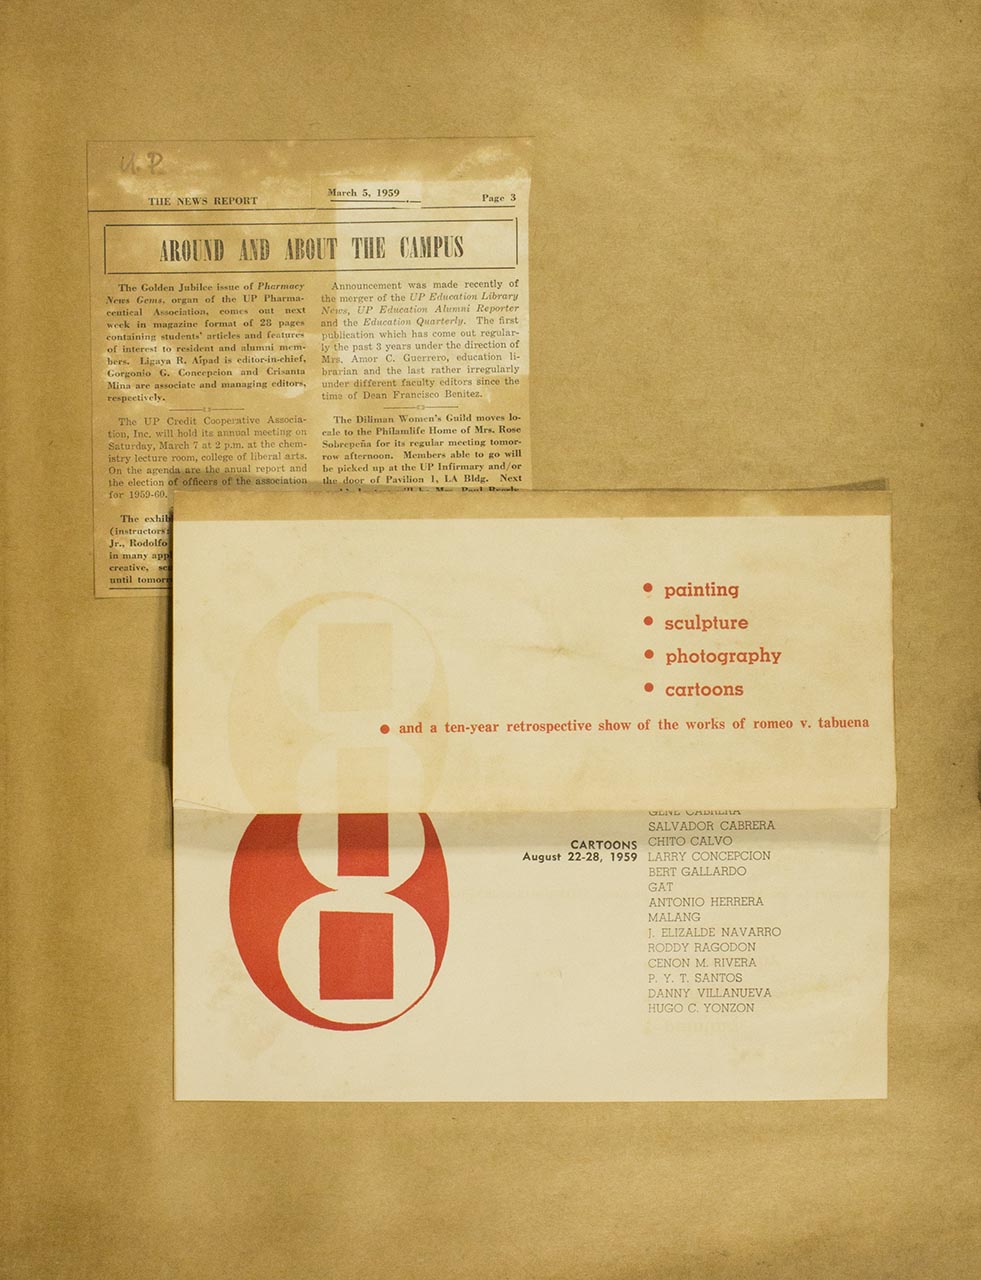 U.P.
THE NEWS REPORT
March 5, 1959
Page 3
AROUND AND ABOUT THE CAMPUS
The Golden Jubilee issue of Pharmacy
News Gems, organ of the UP Pharma-
ceutical Association, comes out next
week in magazine format of 28 pages
containing students' articles and features
of interest to resident and alumni mem-
bers. Ligaya R. Alpad is editor-in-chief,
Gorgonio G. Concepcion and Crisanta
Mina are associate and managing editors,
respectively.
The UP Credit Cooperative Associa-
tion, Inc. will hold its annual meeting on
Saturday, March 7 at 2 p.m. at the chem-
istry lecture room, college of liberal arts.
On the agenda are the anual report and
the election of officers of the association
for 1959-60.
The exhib
(instructors
Jr., Rodolfo
in many app
creative, se
until tomorr
Announcement was made recently of
the merger of the UP Education Library
News, UP Education Alumni Reporter
and the Education Quarterly. The first
publication which has come out regular-
ly the past 3 years under the direction of
Mrs. Amor C. Guerrero, education li-
brarian and the last rather irregularly
under different faculty editors since the
time of Dean Francisco Benitez.
The Diliman Women's Guild moves lo-
cale to the Philamlife Home of Mrs. Rose
Sobrepeña for its regular meeting tomor-
row afternoon. Members able to go will
be picked up at the UP Infirmary and/or
the door of Pavilion 1, LA Bldg. Next
• painting
• sculpture
• photography
• cartoons
• and a ten-year retrospective show of the works of romeo v. tabuena
CARTOONS
August 22-28, 1959
GENE CABRERA
SALVADOR CABRERA
CHITO CALVO
LARRY CONCEPCION
BERT GALLARDO
GAT
ANTONIO HERRERA
MALANG
J. ELIZALDE NAVARRO
RODDY RAGODON
CENON M. RIVERA
P. Y. T. SANTOS
DANNY VILLANUEVA
HUGO C. YONZON